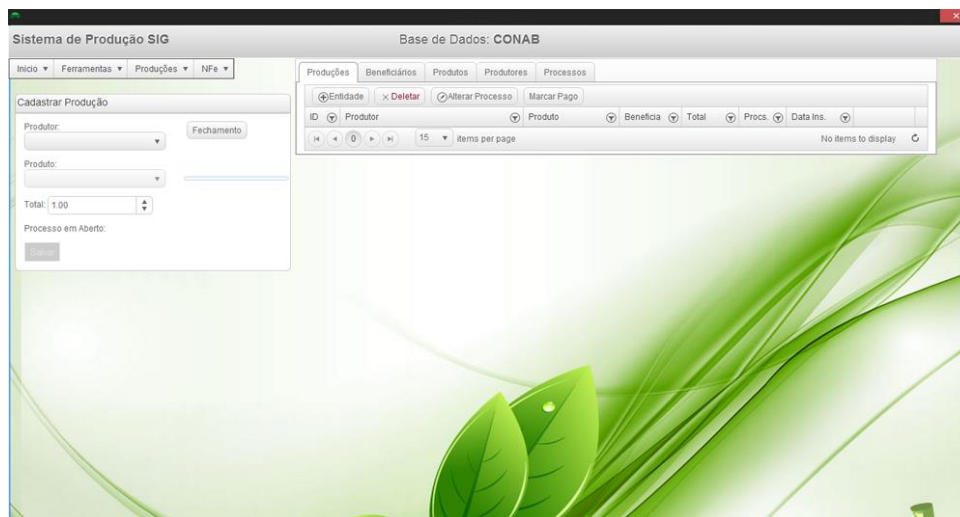 Sistema de Produção SIG
Base de Dados: CONAB
Inicio Ferramentas Produções NFe
Produções Beneficiários Produtos Produtores Processos
Cadastrar Produção
Entidade Deletar Alterar Processo Marcar Pago
ID Produtor Produto Beneficia Total Procs. Data Ins.
0 15 items per page No items to display
Produtor:
Fechamento
Produto:
Total: 1.00
Processo em Aberto:
Salvar